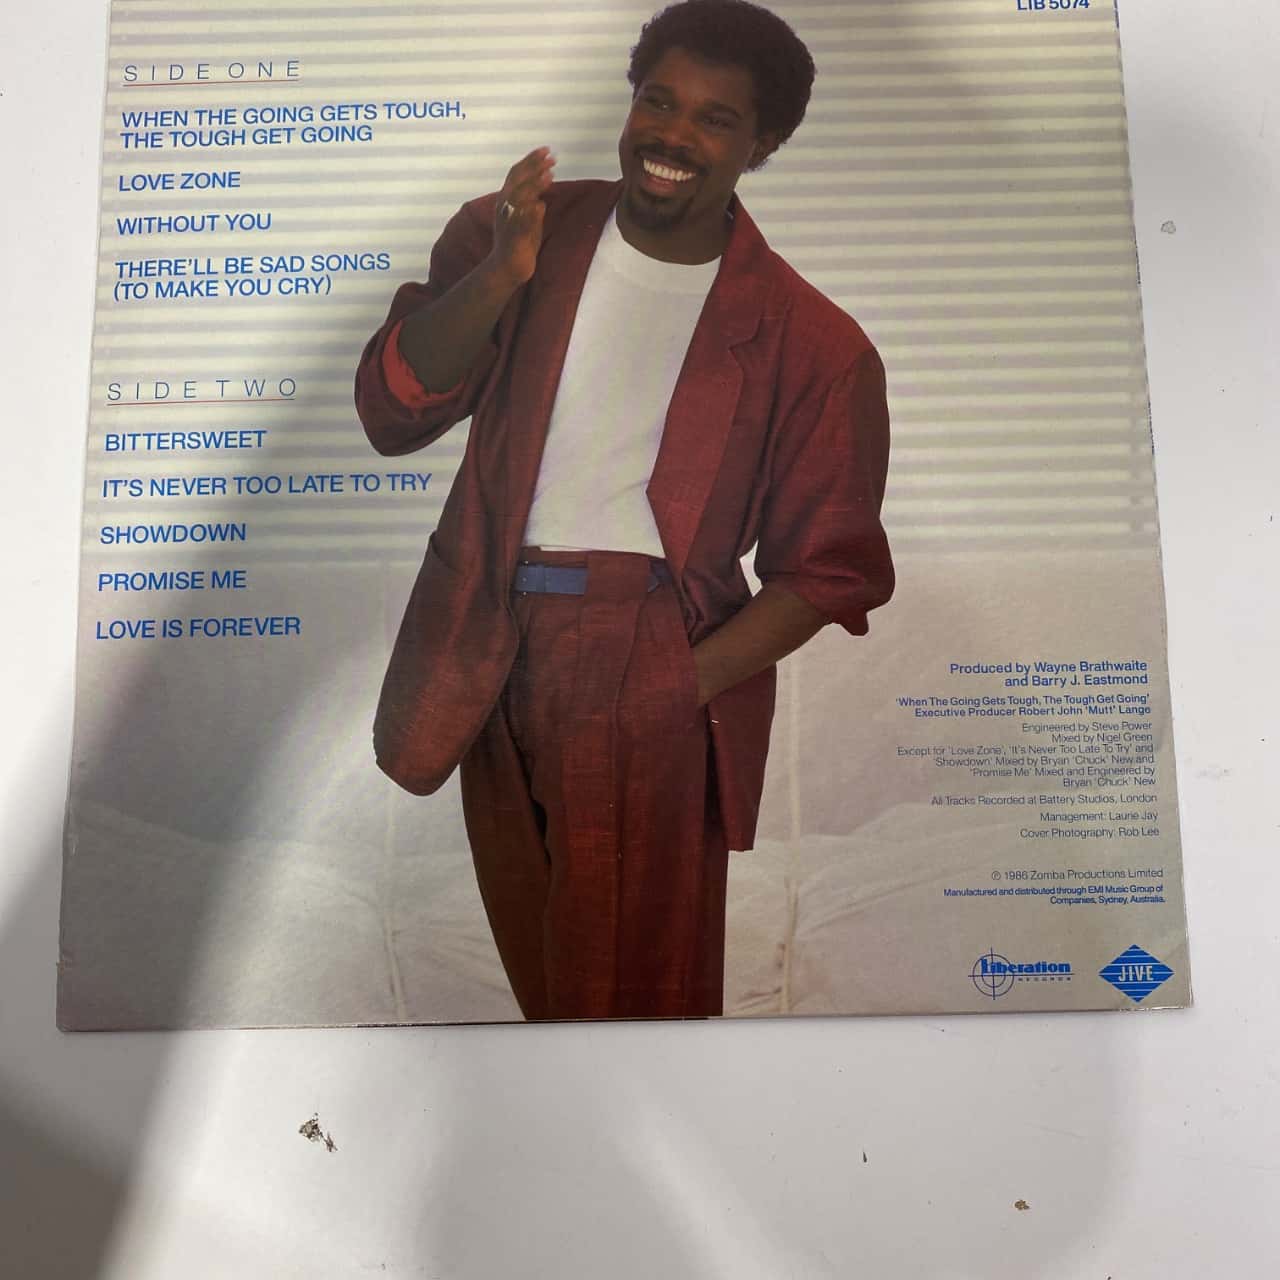 LIB 5074
SIDE ONE
WHEN THE GOING GETS TOUGH,
THE TOUGH GET GOING
LOVE ZONE
WITHOUT YOU
THERE'LL BE SAD SONGS
(TO MAKE YOU CRY)
SIDE TWO
BITTERSWEET
IT'S NEVER TOO LATE TO TRY
SHOWDOWN
PROMISE ME
LOVE IS FOREVER
Produced by Wayne Brathwaite
and Barry J. Eastmond
'When The Going Gets Tough, The Tough Get Going'
Executive Producer Robert John 'Mutt' Lange
Engineered by Steve Power
Mixed by Nigel Green
Except for 'Love Zone', 'It's Never Too Late To Try' and
'Showdown' Mixed by Bryan 'Chuck' New and
'Promise Me' Mixed and Engineered by
Bryan 'Chuck' New
All Tracks Recorded at Battery Studios, London
Management: Laurie Jay
Cover Photography: Rob Lee
℗ 1986 Zomba Productions Limited
Manufactured and distributed through EMI Music Group of
Companies, Sydney, Australia.
Liberation
RECORDS
JIVE